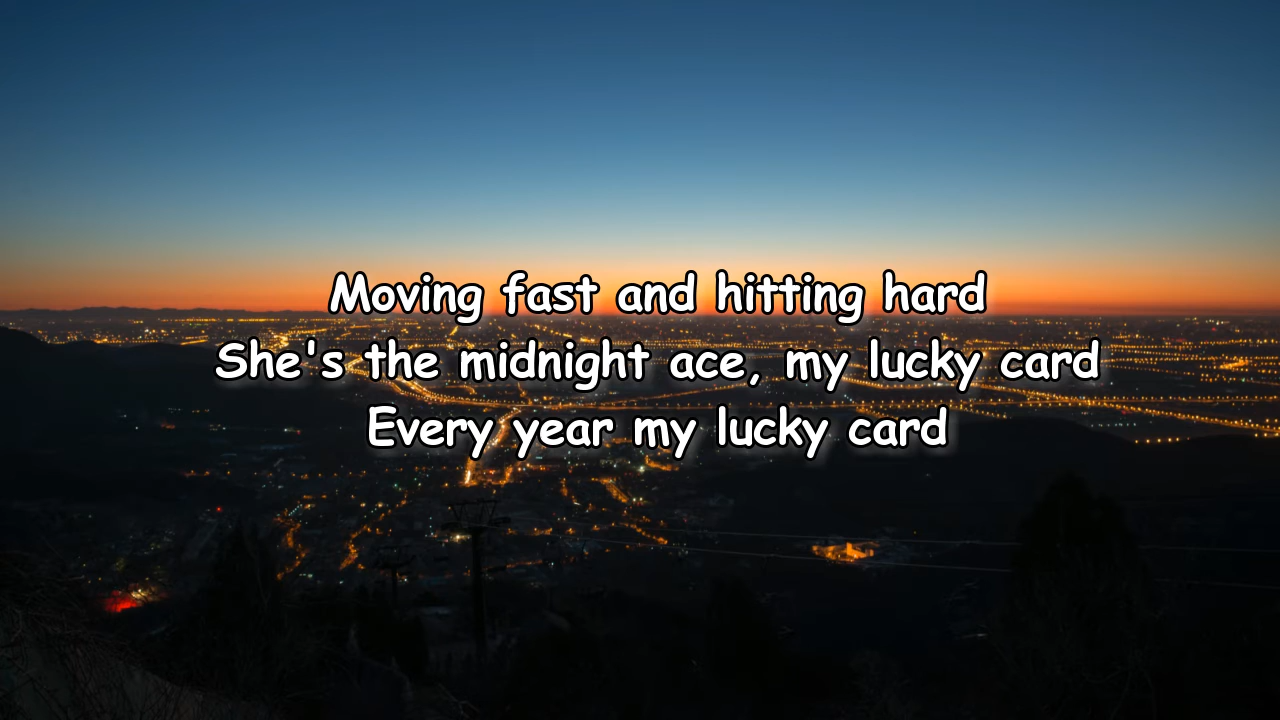 Moving fast and hitting hard
She's the midnight ace, my lucky card
Every year my lucky card